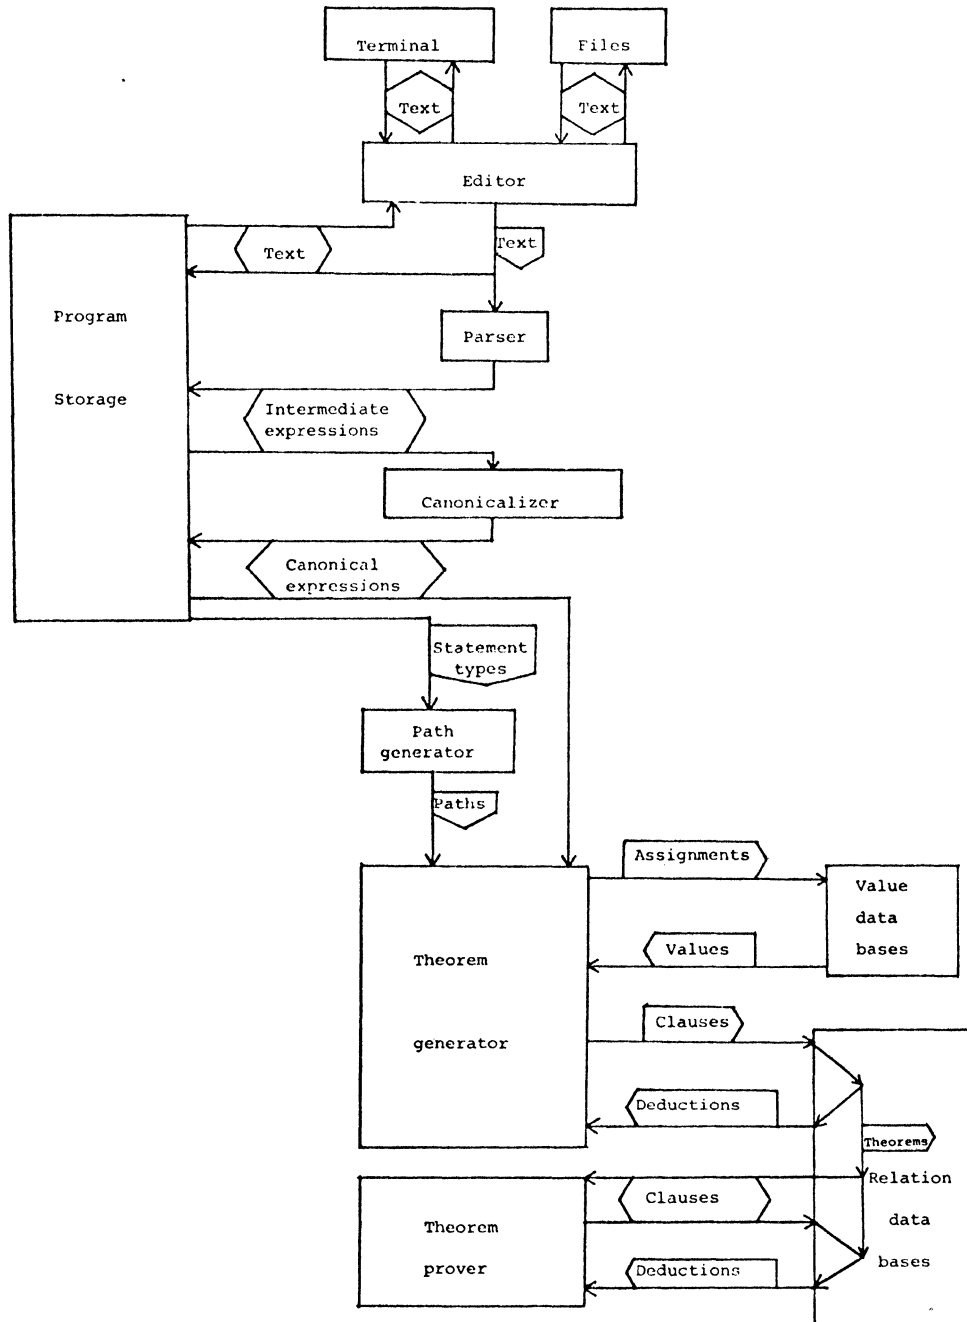 Terminal
Files
Text
Text
Editor
Text
Text
Program
Storage
Parser
Intermediate
expressions
Canonicalizer
Canonical
expressions
Statement
types
Path
generator
Paths
Assignments
Value
data
bases
Values
Theorem
generator
Clauses
Deductions
Theorems
Relation
data
bases
Clauses
Theorem
prover
Deductions